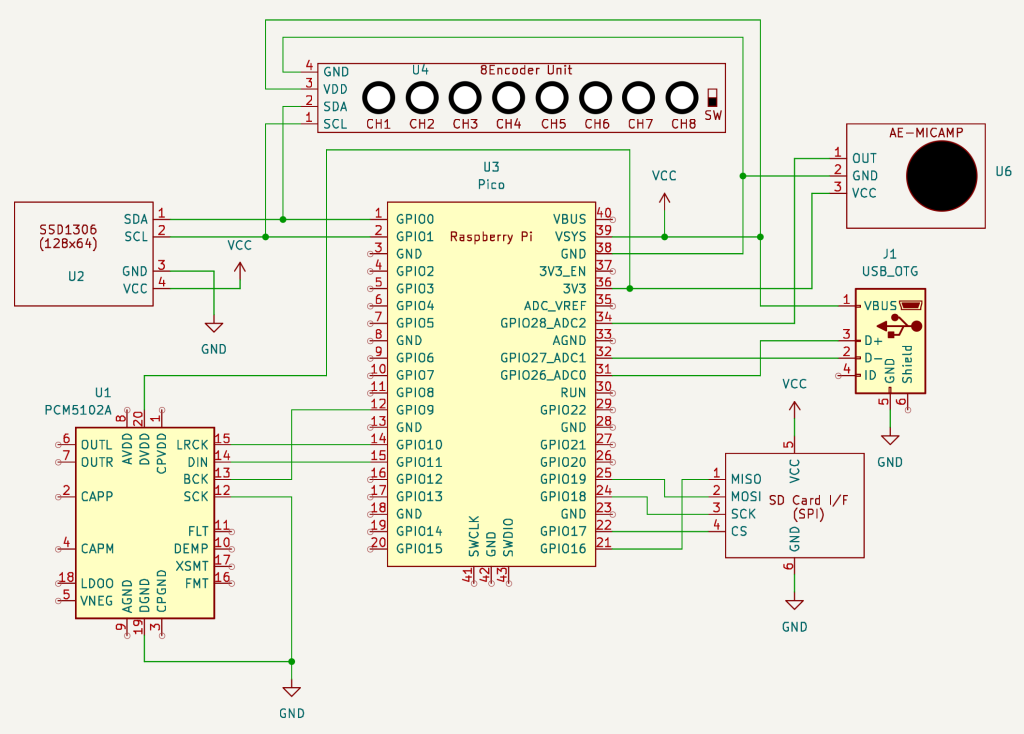 U4
8Encoder Unit
4 GND
3 VDD
2 SDA
1 SCL
CH1 CH2 CH3 CH4 CH5 CH6 CH7 CH8
SW
AE-MICAMP
1 OUT
2 GND
3 VCC
U6
SSD1306
(128x64)
U2
SDA 1
SCL 2
GND 3
VCC 4
VCC
GND
U3
Pico
Raspberry Pi
1 GPIO0
2 GPIO1
3 GND
4 GPIO2
5 GPIO3
6 GPIO4
7 GPIO5
8 GND
9 GPIO6
10 GPIO7
11 GPIO8
12 GPIO9
13 GND
14 GPIO10
15 GPIO11
16 GPIO12
17 GPIO13
18 GND
19 GPIO14
20 GPIO15
VBUS 40
VSYS 39
GND 38
3V3_EN 37
3V3 36
ADC_VREF 35
GPIO28_ADC2 34
AGND 33
GPIO27_ADC1 32
GPIO26_ADC0 31
RUN 30
GPIO22 29
GND 28
GPIO21 27
GPIO20 26
GPIO19 25
GPIO18 24
GND 23
GPIO17 22
GPIO16 21
SWCLK 41
GND 42
SWDIO 43
VCC
J1
USB_OTG
1 VBUS
3 D+
2 D-
4 ID
GND 5
Shield 6
GND
U1
PCM5102A
8 AVDD
20 DVDD
1 CPVDD
6 OUTL
7 OUTR
2 CAPP
4 CAPM
18 LDOO
5 VNEG
LRCK 15
DIN 14
BCK 13
SCK 12
FLT 11
DEMP 10
XSMT 17
FMT 16
AGND 9
DGND 19
CPGND 3
GND
VCC
5 VCC
1 MISO
2 MOSI
3 SCK
4 CS
SD Card I/F
(SPI)
GND 6
GND